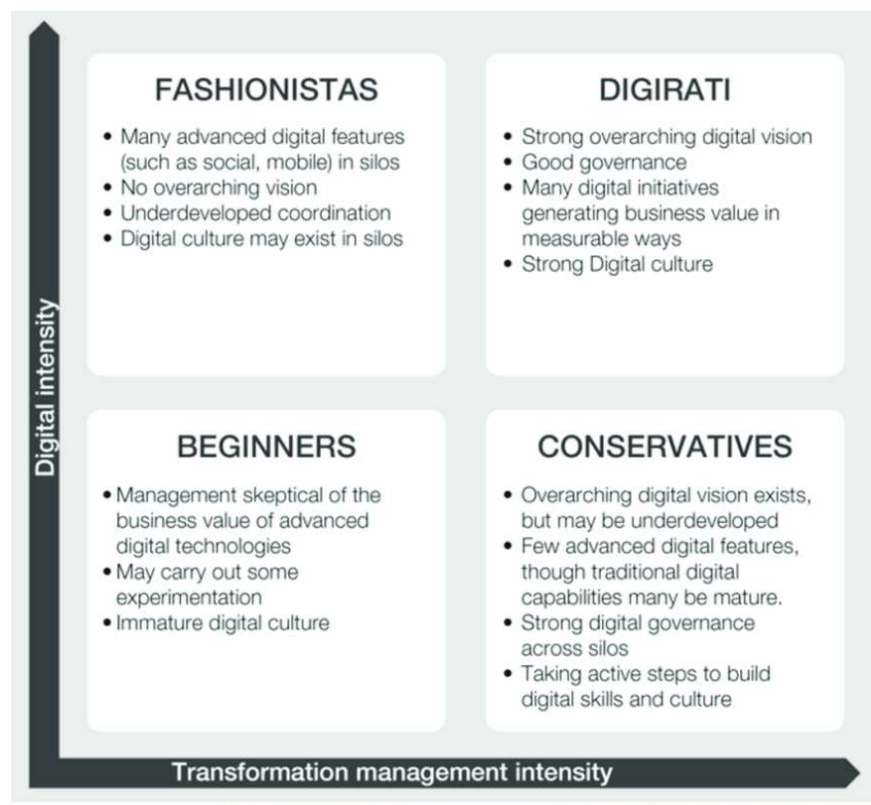 FASHIONISTAS
• Many advanced digital features
(such as social, mobile) in silos
• No overarching vision
• Underdeveloped coordination
• Digital culture may exist in silos
DIGIRATI
• Strong overarching digital vision
• Good governance
• Many digital initiatives
generating business value in
measurable ways
• Strong Digital culture
Digital intensity
BEGINNERS
• Management skeptical of the
business value of advanced
digital technologies
• May carry out some
experimentation
• Immature digital culture
CONSERVATIVES
• Overarching digital vision exists,
but may be underdeveloped
• Few advanced digital features,
though traditional digital
capabilities many be mature.
• Strong digital governance
across silos
• Taking active steps to build
digital skills and culture
Transformation management intensity